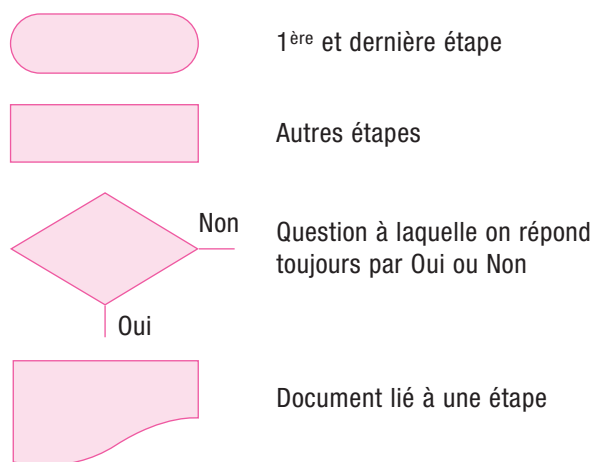 1ère et dernière étape
Autres étapes
Non
Question à laquelle on répond
toujours par Oui ou Non
Oui
Document lié à une étape